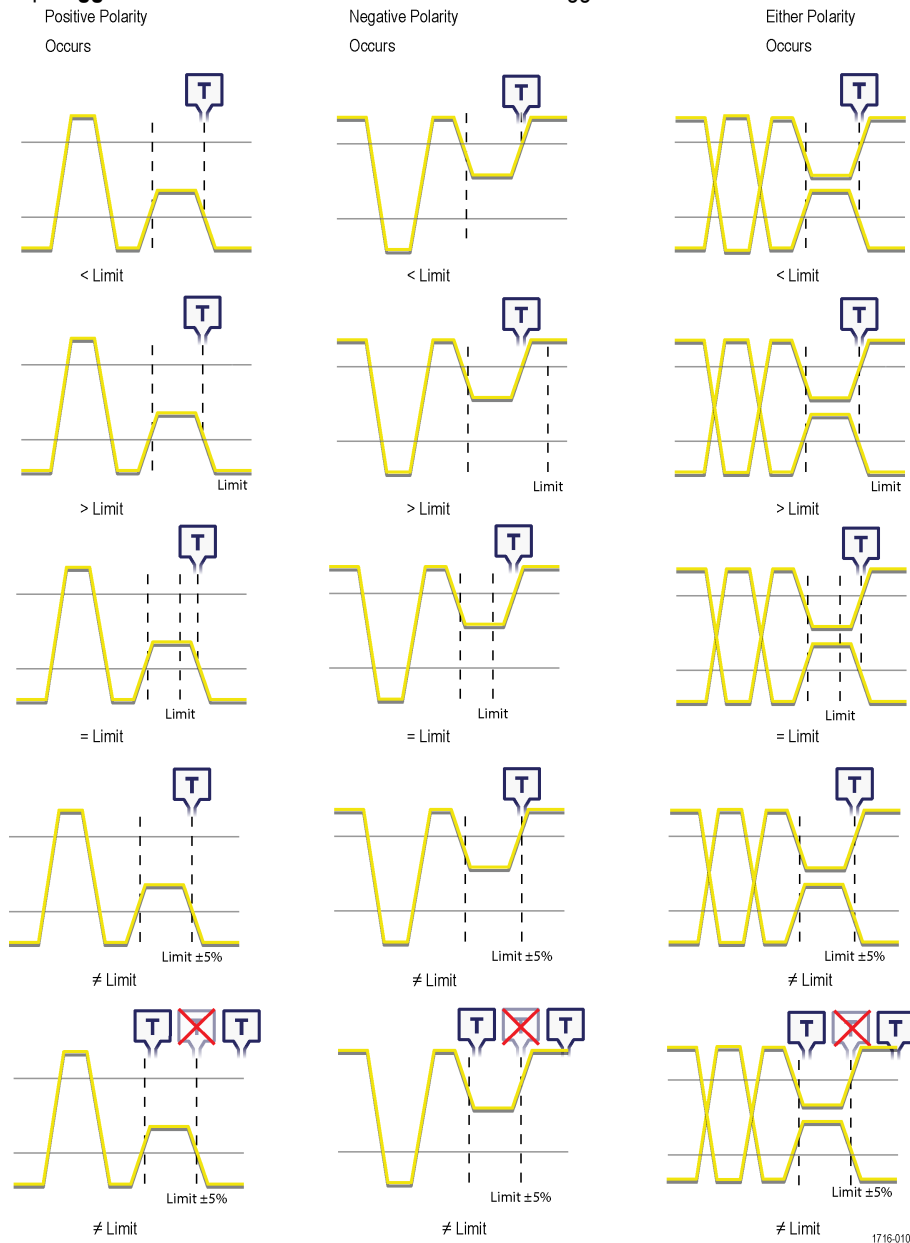 Positive Polarity Negative Polarity Either Polarity
Occurs Occurs Occurs
T T T
< Limit < Limit < Limit
T T T
Limit Limit Limit
> Limit > Limit > Limit
T T T
Limit Limit Limit
= Limit = Limit = Limit
T T T
Limit ±5% Limit ±5% Limit ±5%
≠ Limit ≠ Limit ≠ Limit
T T T T T T T T T
Limit ±5% Limit ±5% Limit ±5%
≠ Limit ≠ Limit ≠ Limit
1716-010